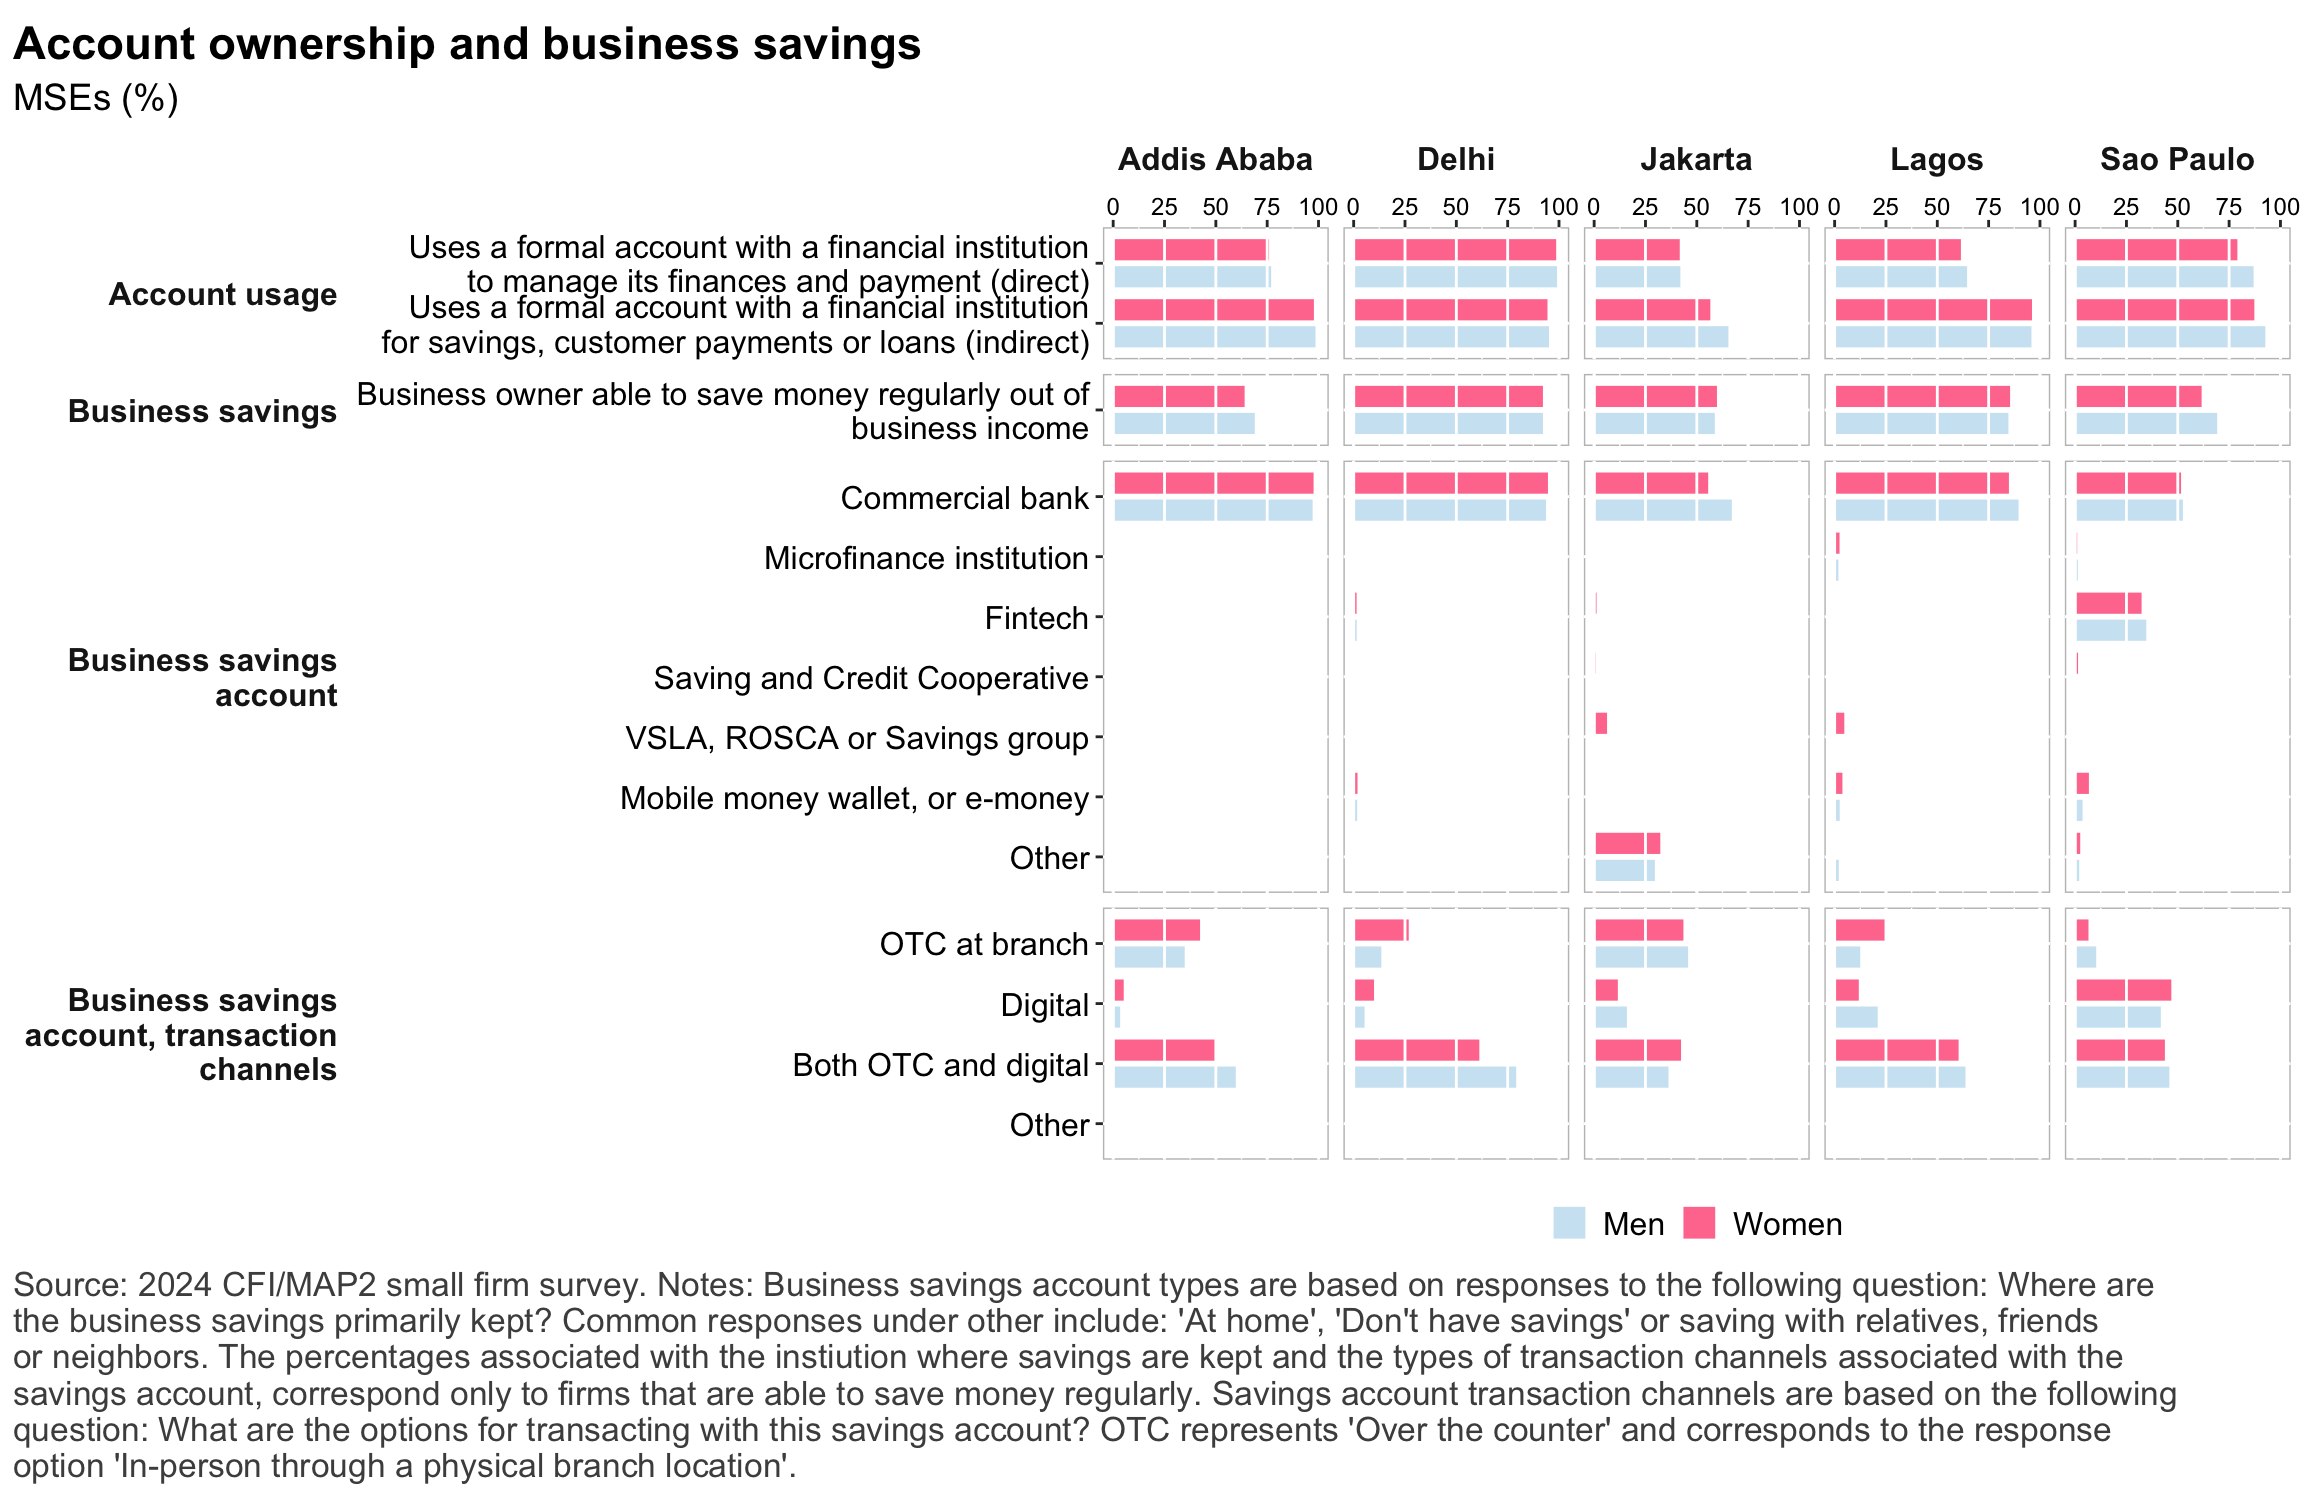 Account ownership and business savings
MSEs (%)
Addis Ababa Delhi Jakarta Lagos Sao Paulo
0 25 50 75 100 0 25 50 75 100 0 25 50 75 100 0 25 50 75 100 0 25 50 75 100
Account usage
Uses a formal account with a financial institution
to manage its finances and payment (direct)
Uses a formal account with a financial institution
for savings, customer payments or loans (indirect)
Business savings
Business owner able to save money regularly out of
business income
Business savings
account
Commercial bank
Microfinance institution
Fintech
Saving and Credit Cooperative
VSLA, ROSCA or Savings group
Mobile money wallet, or e-money
Other
Business savings
account, transaction
channels
OTC at branch
Digital
Both OTC and digital
Other
Men Women
Source: 2024 CFI/MAP2 small firm survey. Notes: Business savings account types are based on responses to the following question: Where are
the business savings primarily kept? Common responses under other include: 'At home', 'Don't have savings' or saving with relatives, friends
or neighbors. The percentages associated with the instiution where savings are kept and the types of transaction channels associated with the
savings account, correspond only to firms that are able to save money regularly. Savings account transaction channels are based on the following
question: What are the options for transacting with this savings account? OTC represents 'Over the counter' and corresponds to the response
option 'In-person through a physical branch location'.